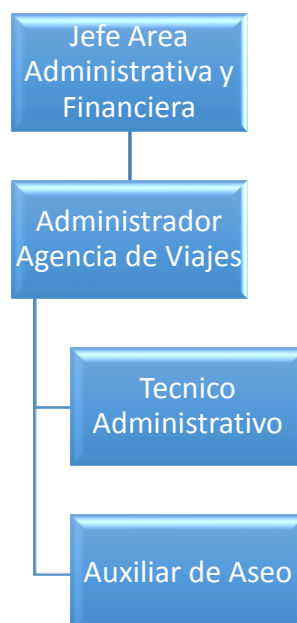 Jefe Area
Administrativa y
Financiera
Administrador
Agencia de Viajes
Tecnico
Administrativo
Auxiliar de Aseo